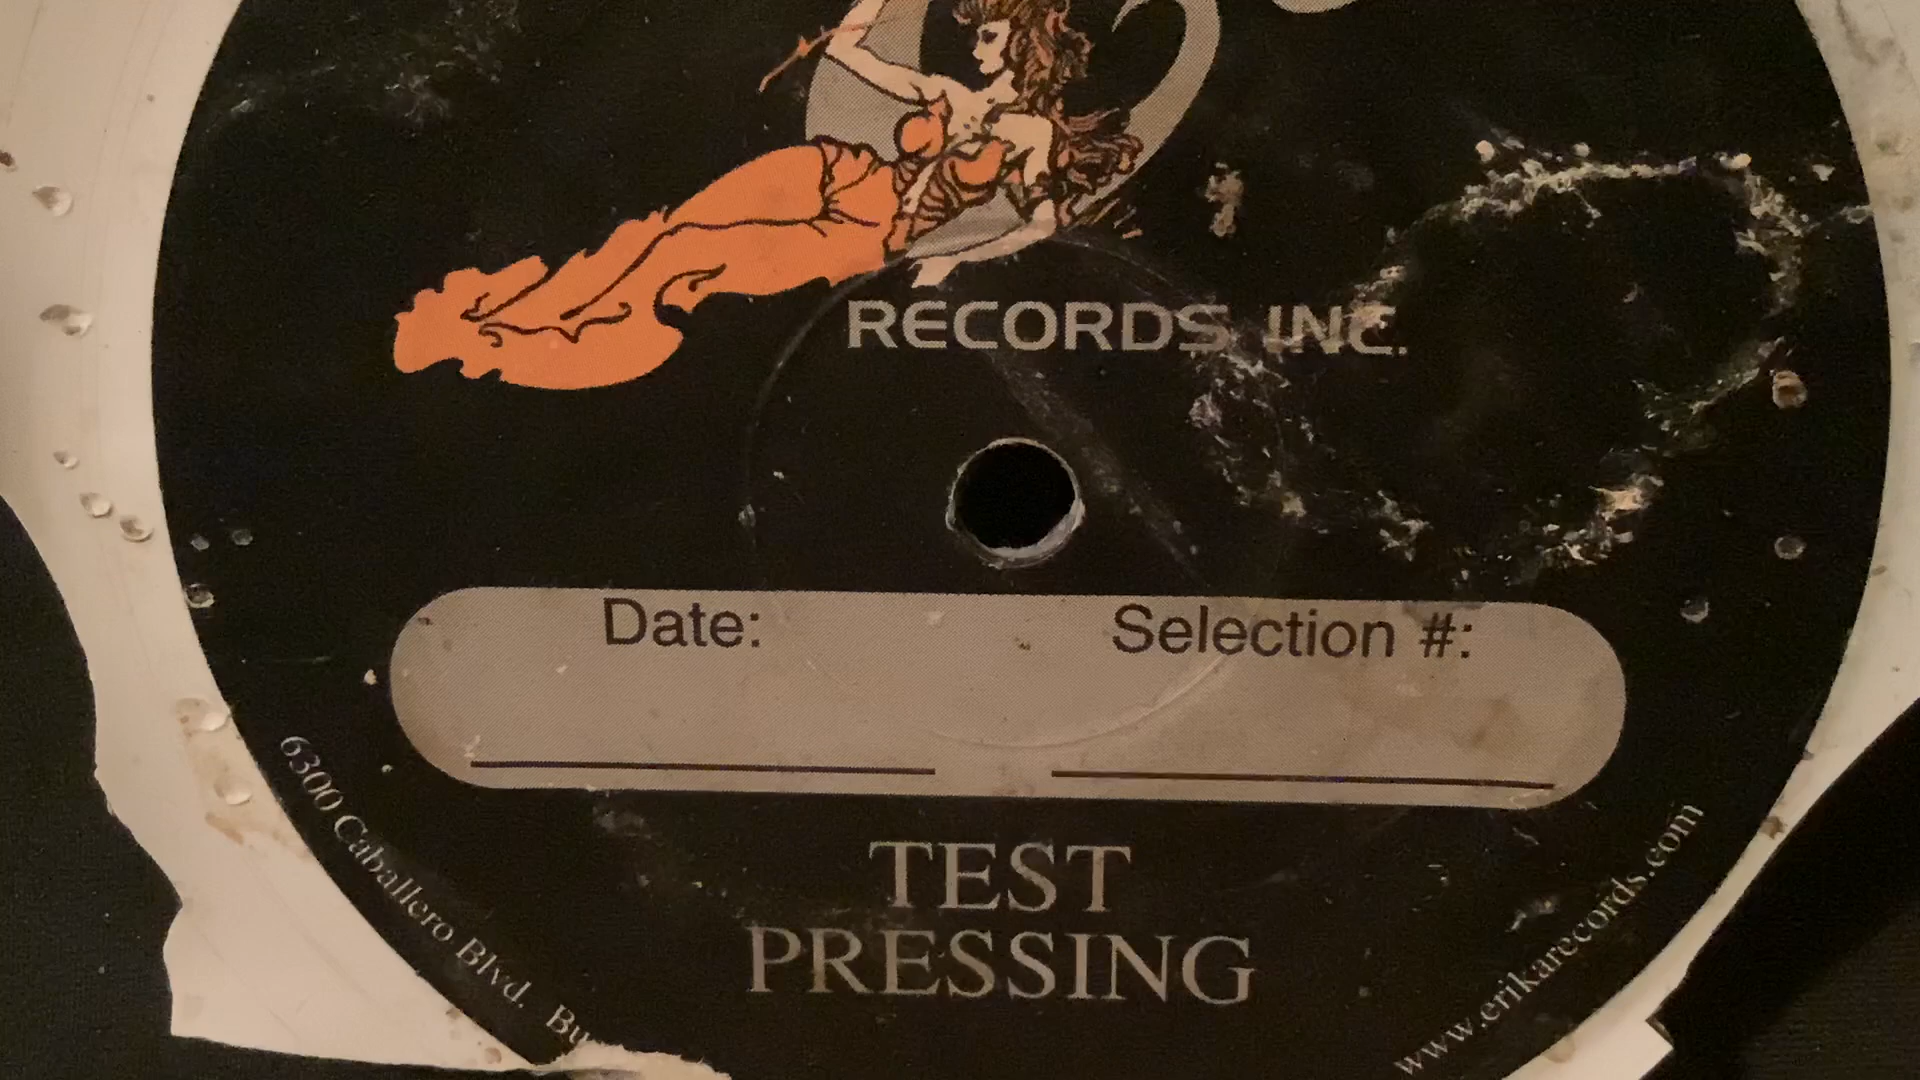 RECORDS INC.
Date:
Selection #:
TEST
PRESSING
6300 Caballero Blvd.
www.erikarecords.com